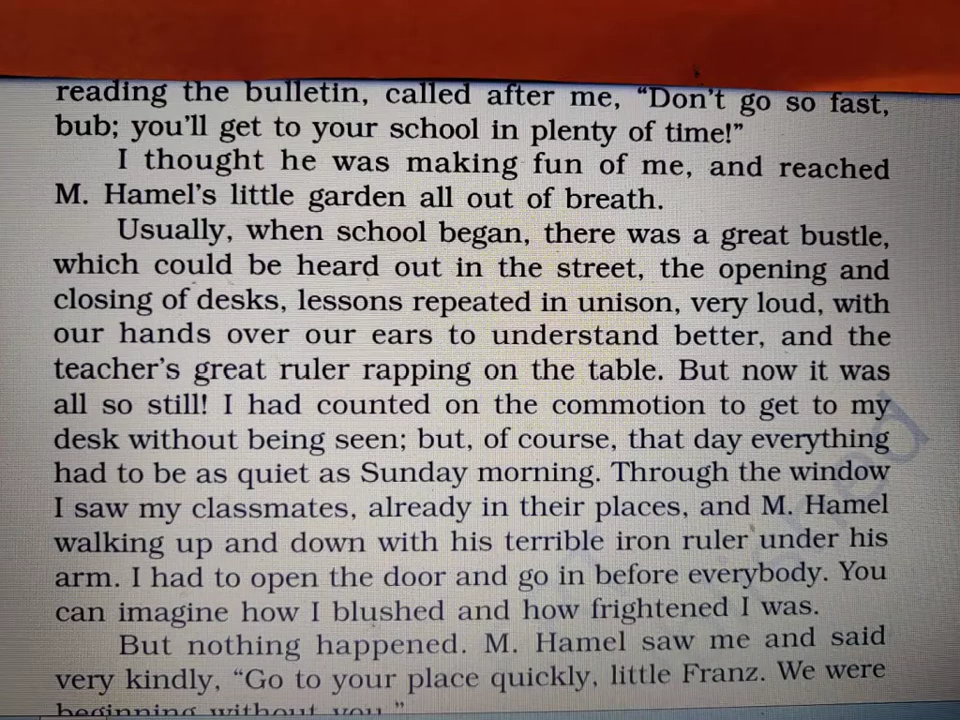 reading the bulletin, called after me, “Don’t go so fast,
bub; you’ll get to your school in plenty of time!”
I thought he was making fun of me, and reached
M. Hamel’s little garden all out of breath.
Usually, when school began, there was a great bustle,
which could be heard out in the street, the opening and
closing of desks, lessons repeated in unison, very loud, with
our hands over our ears to understand better, and the
teacher’s great ruler rapping on the table. But now it was
all so still! I had counted on the commotion to get to my
desk without being seen; but, of course, that day everything
had to be as quiet as Sunday morning. Through the window
I saw my classmates, already in their places, and M. Hamel
walking up and down with his terrible iron ruler under his
arm. I had to open the door and go in before everybody. You
can imagine how I blushed and how frightened I was.
But nothing happened. M. Hamel saw me and said
very kindly, “Go to your place quickly, little Franz. We were
beginning without you.”